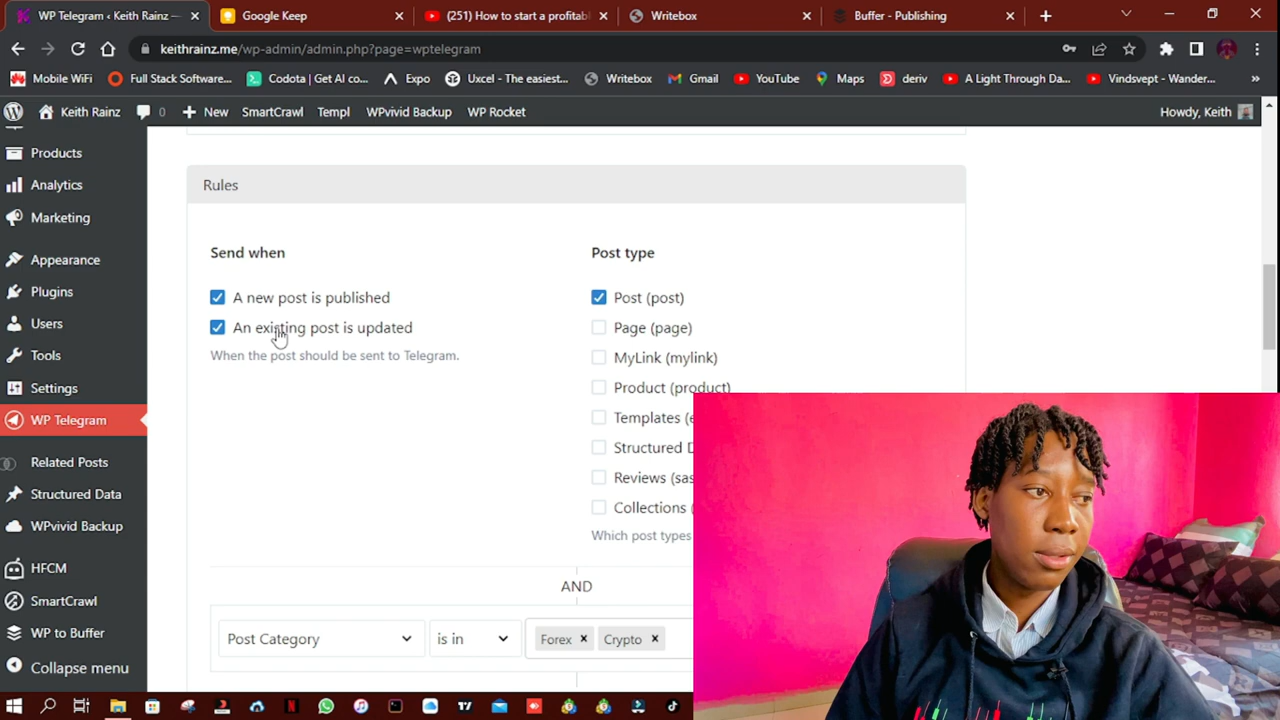 WP Telegram ‹ Keith Rainz —
Google Keep
(251) How to start a profitabl
Writebox
Buffer - Publishing
keithrainz.me/wp-admin/admin.php?page=wptelegram
Mobile WiFi
Full Stack Software...
Codota | Get AI co...
Expo
Uxcel - The easiest...
Writebox
Gmail
YouTube
Maps
deriv
A Light Through Da...
Vindsvept - Wander...
»
Keith Rainz
0
New
SmartCrawl
Templ
WPvivid Backup
WP Rocket
Howdy, Keith
Products
Analytics
Marketing
Appearance
Plugins
Users
Tools
Settings
WP Telegram
Related Posts
Structured Data
WPvivid Backup
HFCM
SmartCrawl
WP to Buffer
Collapse menu
Rules
Send when
A new post is published
An existing post is updated
When the post should be sent to Telegram.
Post type
Post (post)
Page (page)
MyLink (mylink)
Product (product)
Templates (e
Structured D
Reviews (sas
Collections (
Which post types
AND
Post Category
is in
Forex ×
Crypto ×